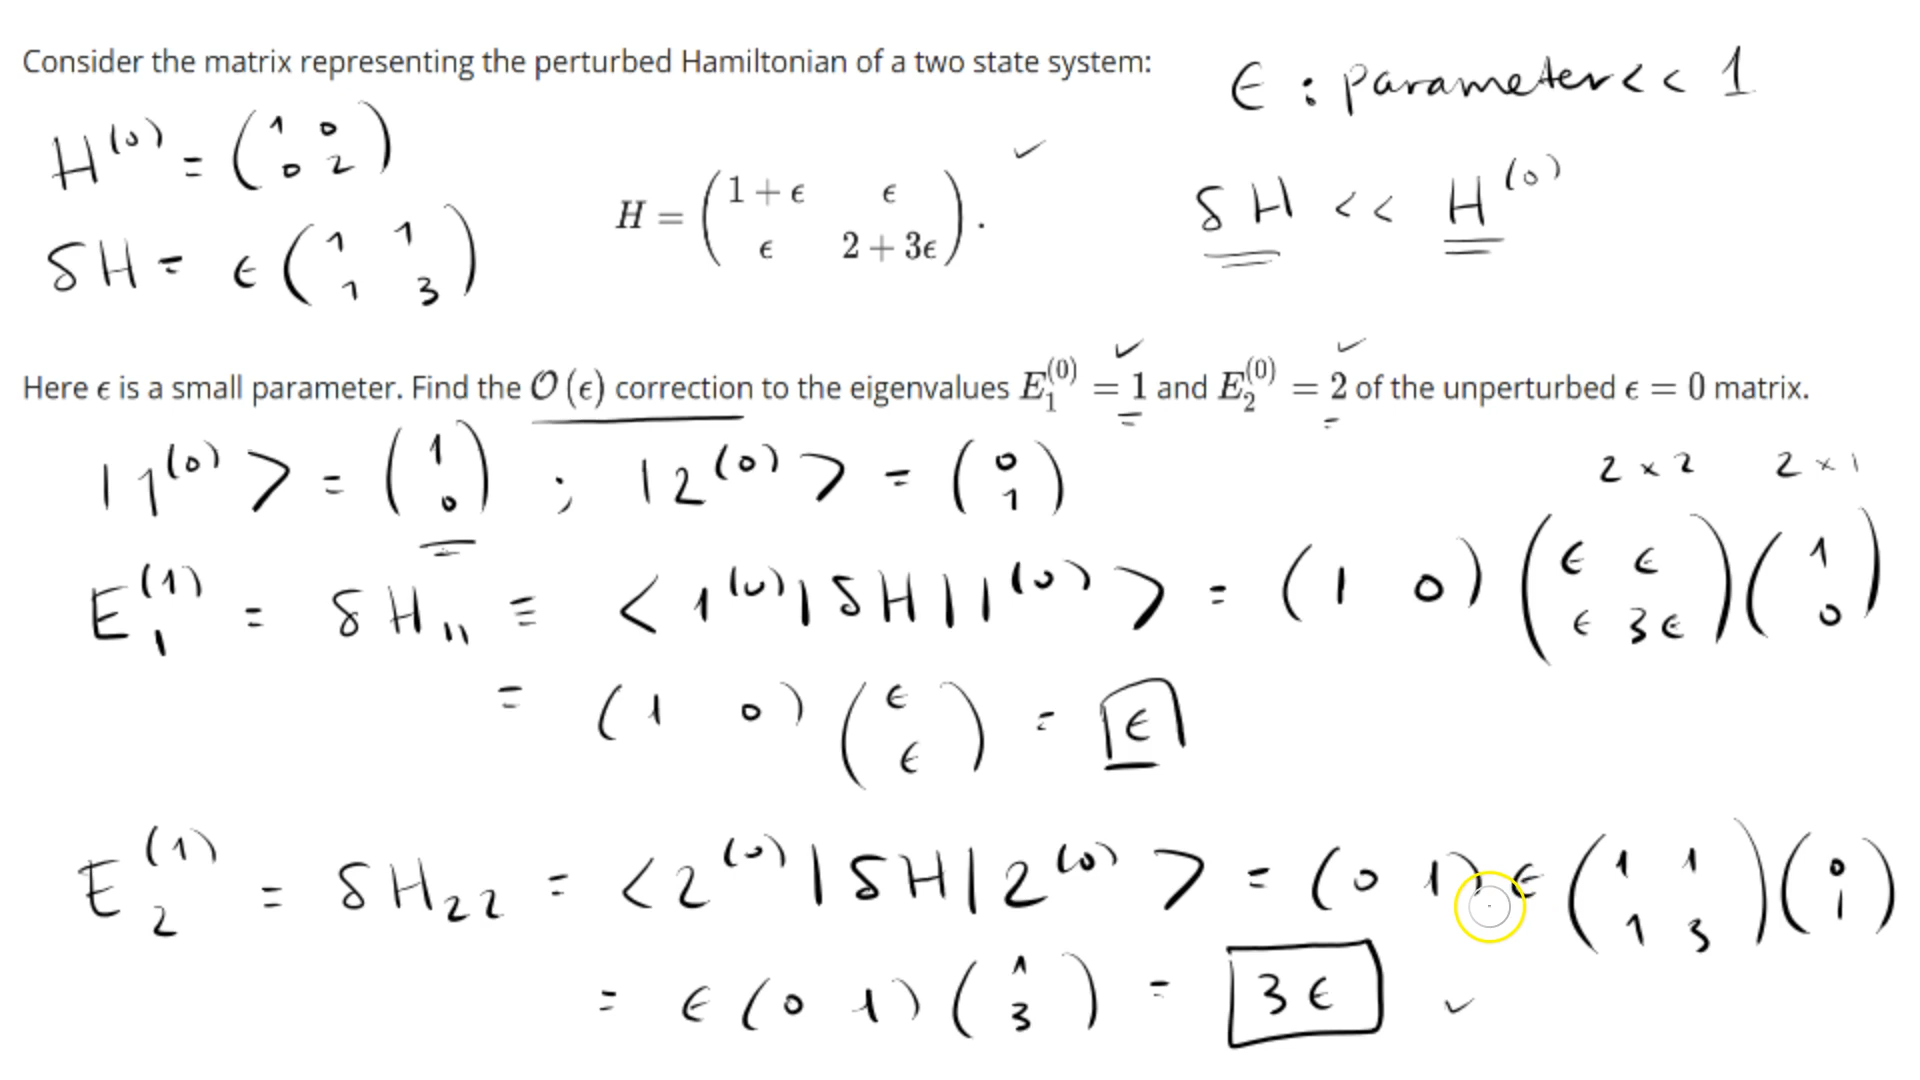 Consider the matrix representing the perturbed Hamiltonian of a two state system:
ϵ : parameter << 1
H^(0) = (1 0; 0 2)
δH = ϵ (1 1; 1 3)
H = (1+ϵ ϵ; ϵ 2+3ϵ).
δH << H^(0)
Here ϵ is a small parameter. Find the O(ϵ) correction to the eigenvalues E_1^(0) = 1 and E_2^(0) = 2 of the unperturbed ϵ = 0 matrix.
|1^(0)> = (1; 0) ; |2^(0)> = (0; 1)
2×2 2×1
E_1^(1) = δH_11 ≡ <1^(0)|δH|1^(0)> = (1 0) (ϵ ϵ; ϵ 3ϵ) (1; 0)
= (1 0) (ϵ; ϵ) = ϵ
E_2^(1) = δH_22 = <2^(0)|δH|2^(0)> = (0 1) ϵ (1 1; 1 3) (0; 1)
= ϵ (0 1) (1; 3) = 3ϵ